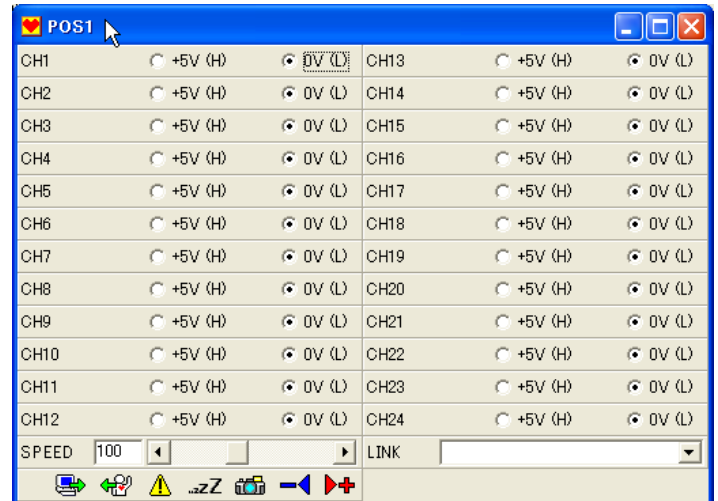 POS1
CH1 +5V (H) 0V (L) CH13 +5V (H) 0V (L)
CH2 +5V (H) 0V (L) CH14 +5V (H) 0V (L)
CH3 +5V (H) 0V (L) CH15 +5V (H) 0V (L)
CH4 +5V (H) 0V (L) CH16 +5V (H) 0V (L)
CH5 +5V (H) 0V (L) CH17 +5V (H) 0V (L)
CH6 +5V (H) 0V (L) CH18 +5V (H) 0V (L)
CH7 +5V (H) 0V (L) CH19 +5V (H) 0V (L)
CH8 +5V (H) 0V (L) CH20 +5V (H) 0V (L)
CH9 +5V (H) 0V (L) CH21 +5V (H) 0V (L)
CH10 +5V (H) 0V (L) CH22 +5V (H) 0V (L)
CH11 +5V (H) 0V (L) CH23 +5V (H) 0V (L)
CH12 +5V (H) 0V (L) CH24 +5V (H) 0V (L)
SPEED 100 LINK
..zzZ